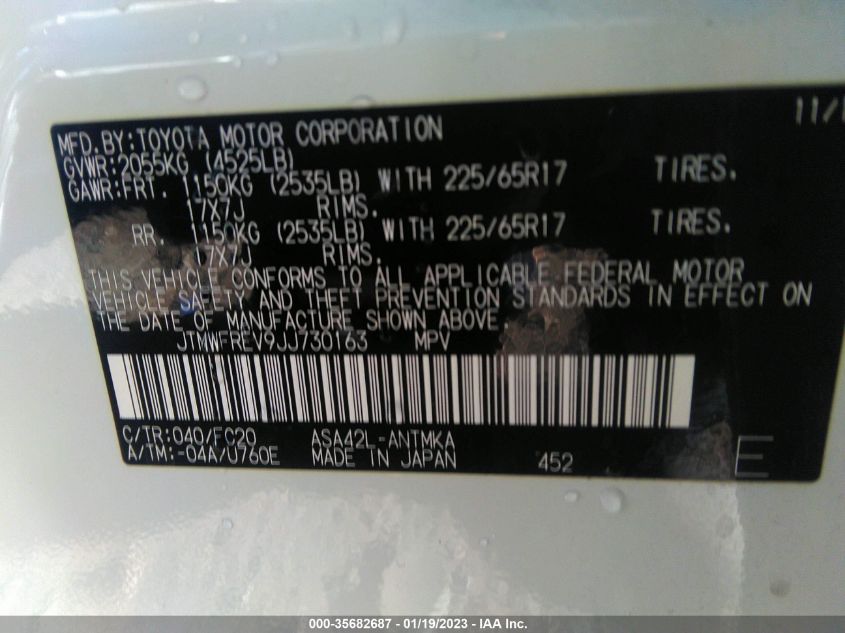 11/
MFD.BY:TOYOTA MOTOR CORPORATION
GVWR:2055KG (4525LB)
GAWR:FRT. 1150KG (2535LB) WITH 225/65R17 TIRES.
17X7J RIMS.
RR. 1150KG (2535LB) WITH 225/65R17 TIRES.
17X7J RIMS.
THIS VEHICLE CONFORMS TO ALL APPLICABLE FEDERAL MOTOR
VEHICLE SAFETY AND THEFT PREVENTION STANDARDS IN EFFECT ON
THE DATE OF MANUFACTURE SHOWN ABOVE.
JTMWFREV9JJ730163 MPV
C/TR:040/FC20 ASA42L-ANTMKA
A/TM:-04A/U760E MADE IN JAPAN 452 E
000-35682687 - 01/19/2023 - IAA Inc.